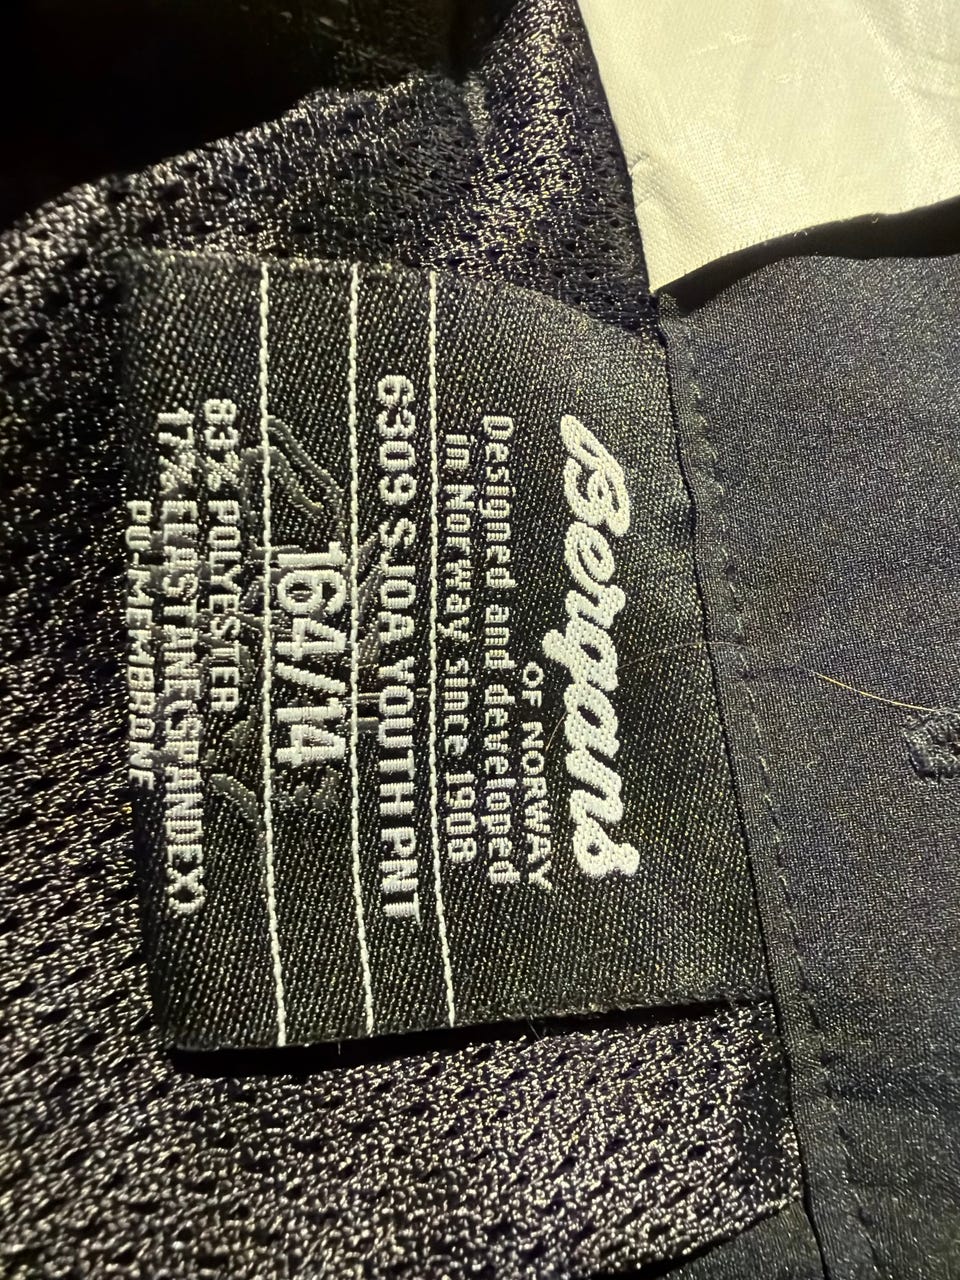 Bergans
OF NORWAY
Designed and developed
in Norway since 1908
6309 SJOA YOUTH PNT
164/14
83% POLYESTER
17% ELASTANE(SPANDEX)
PU-MEMBRANE